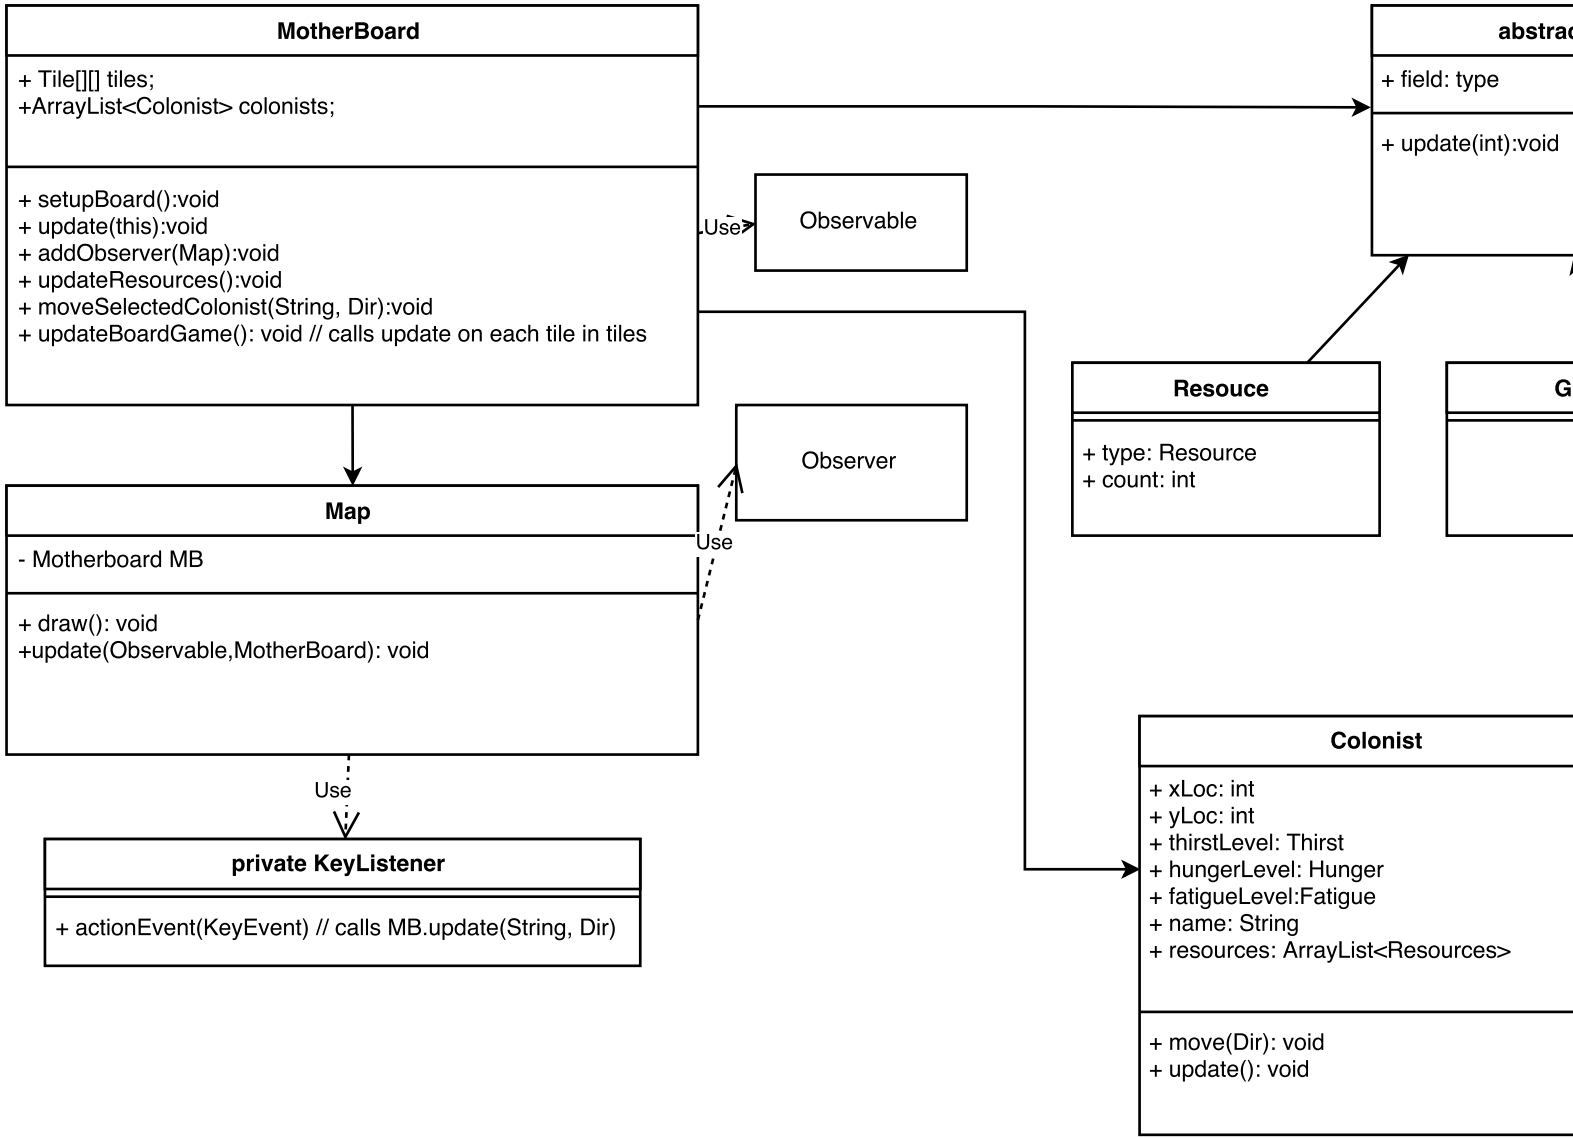 MotherBoard
+ Tile[][] tiles;
+ArrayList<Colonist> colonists;
+ setupBoard():void
+ update(this):void
+ addObserver(Map):void
+ updateResources():void
+ moveSelectedColonist(String, Dir):void
+ updateBoardGame(): void // calls update on each tile in tiles
Use
Observable
+ field: type
+ update(int):void
Resouce
+ type: Resource
+ count: int
Observer
Use
Map
- Motherboard MB
+ draw(): void
+update(Observable,MotherBoard): void
Use
private KeyListener
+ actionEvent(KeyEvent) // calls MB.update(String, Dir)
Colonist
+ xLoc: int
+ yLoc: int
+ thirstLevel: Thirst
+ hungerLevel: Hunger
+ fatigueLevel:Fatigue
+ name: String
+ resources: ArrayList<Resources>
+ move(Dir): void
+ update(): void